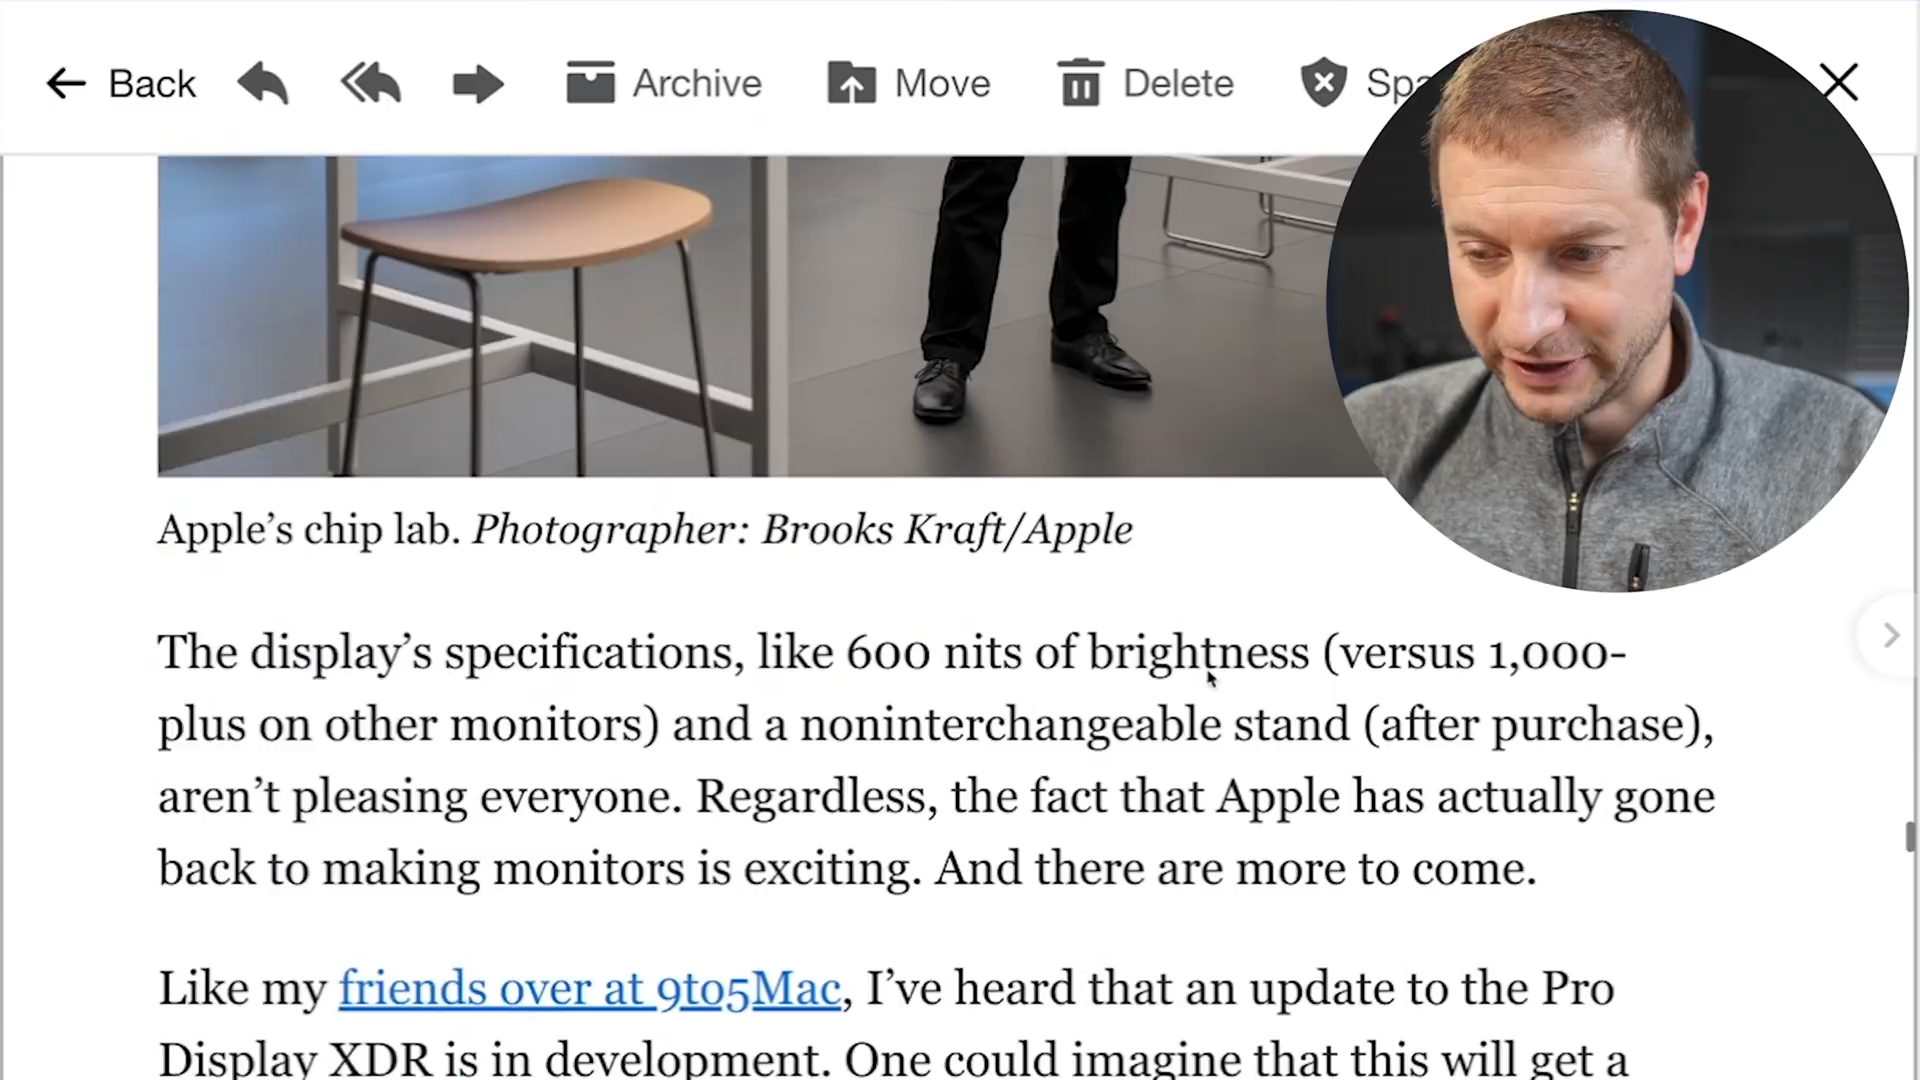 Back Archive Move Delete
Apple’s chip lab. Photographer: Brooks Kraft/Apple
The display’s specifications, like 600 nits of brightness (versus 1,000-
plus on other monitors) and a noninterchangeable stand (after purchase),
aren’t pleasing everyone. Regardless, the fact that Apple has actually gone
back to making monitors is exciting. And there are more to come.
Like my friends over at 9to5Mac, I’ve heard that an update to the Pro
Display XDR is in development. One could imagine that this will get a